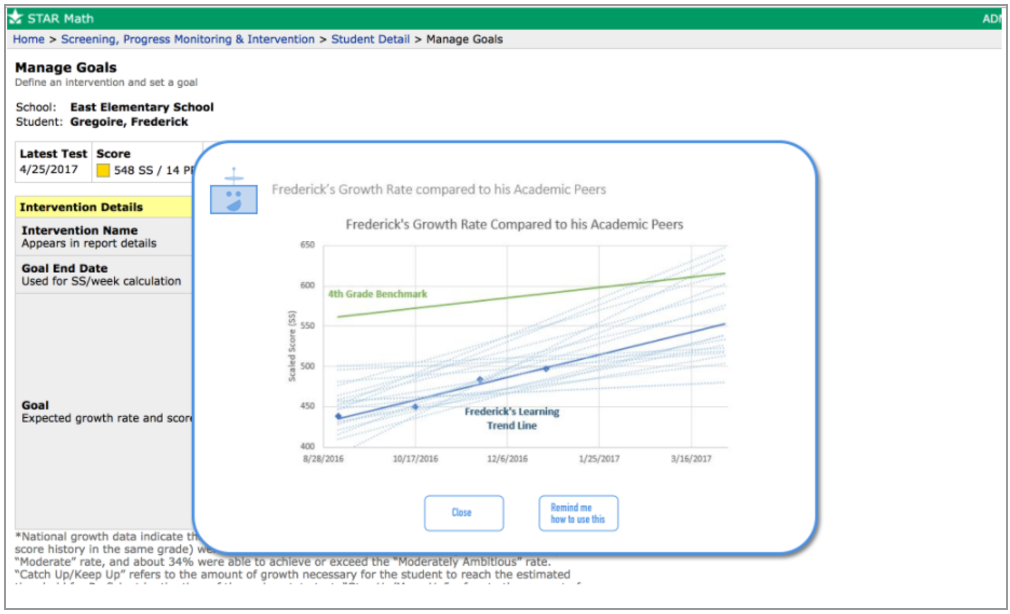 STAR Math
Home > Screening, Progress Monitoring & Intervention > Student Detail > Manage Goals
Manage Goals
Define an intervention and set a goal
School: East Elementary School
Student: Gregoire, Frederick
Latest Test Score
4/25/2017 548 SS / 14
Intervention Details
Intervention Name
Appears in report details
Goal End Date
Used for SS/week calculation
Goal
Expected growth rate and score
Frederick's Growth Rate compared to his Academic Peers
Frederick's Growth Rate Compared to his Academic Peers
Scaled Score (SS)
650
600
550
500
450
400
4th Grade Benchmark
Frederick's Learning
Trend Line
8/28/2016 10/17/2016 12/6/2016 1/25/2017 3/16/2017
Close
Remind me
how to use this
*National growth data indicate
score history in the same grade)
"Moderate" rate, and about 34% were able to achieve or exceed the "Moderately Ambitious" rate.
"Catch Up/Keep Up" refers to the amount of growth necessary for the student to reach the estimated